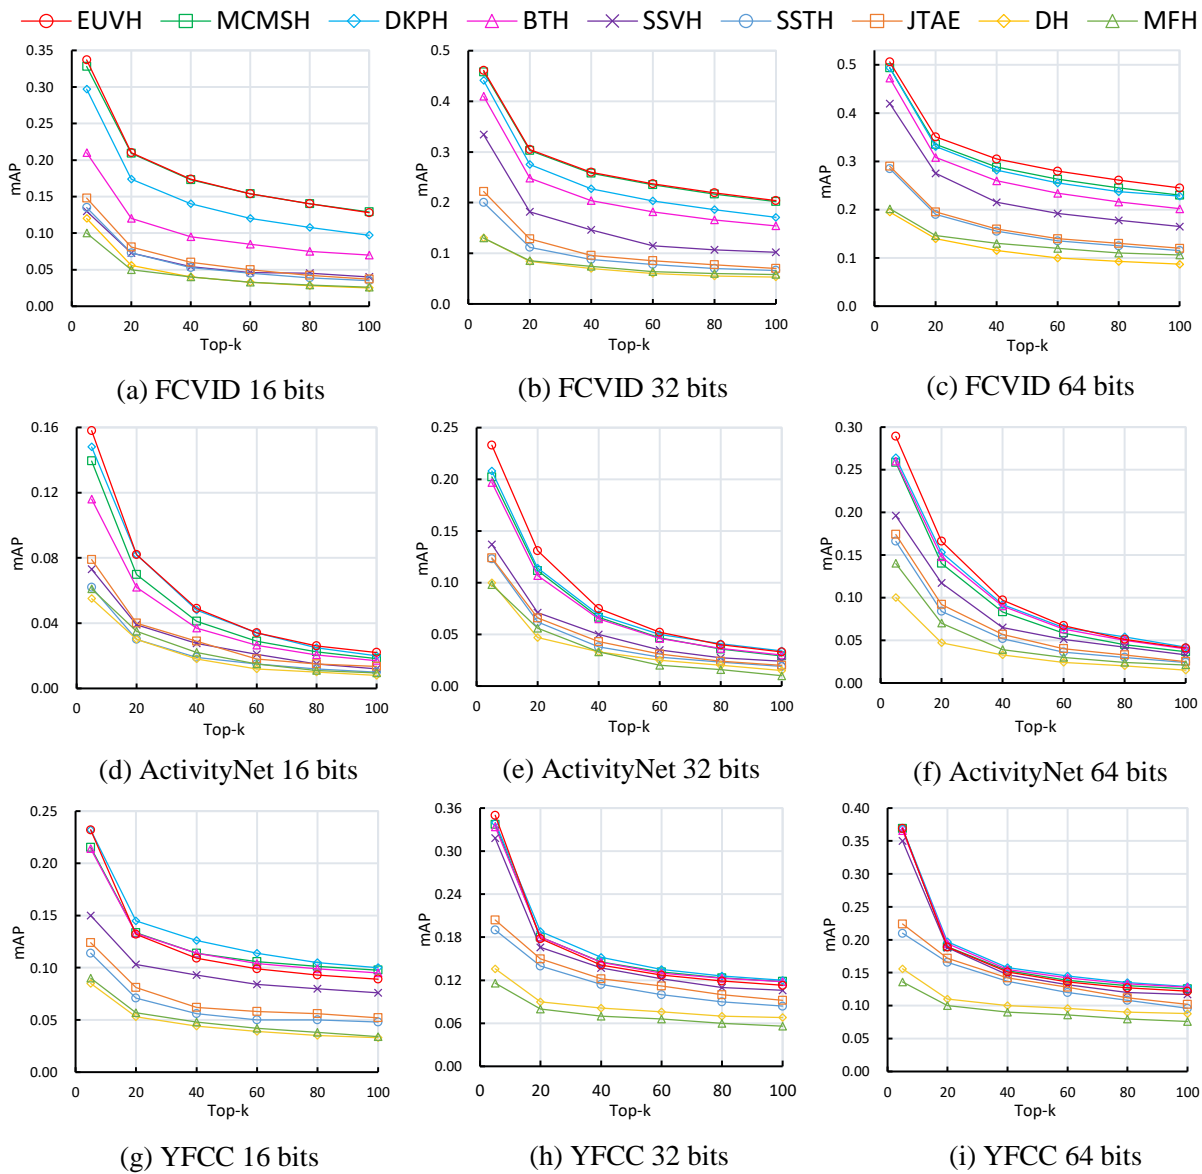 EUVH MCMSH DKPH BTH SSVH SSTH JTAE DH MFH
0.35
0.30
0.25
0.20
0.15
0.10
0.05
0.00
mAP
0 20 40 60 80 100
Top-k
(a) FCVID 16 bits
0.5
0.4
0.3
0.2
0.1
0.0
mAP
0 20 40 60 80 100
Top-k
(b) FCVID 32 bits
0.5
0.4
0.3
0.2
0.1
0.0
mAP
0 20 40 60 80 100
Top-k
(c) FCVID 64 bits
0.16
0.12
0.08
0.04
0.00
mAP
0 20 40 60 80 100
Top-k
(d) ActivityNet 16 bits
0.25
0.20
0.15
0.10
0.05
0.00
mAP
0 20 40 60 80 100
Top-k
(e) ActivityNet 32 bits
0.30
0.25
0.20
0.15
0.10
0.05
0.00
mAP
0 20 40 60 80 100
Top-k
(f) ActivityNet 64 bits
0.25
0.20
0.15
0.10
0.05
0.00
mAP
0 20 40 60 80 100
Top-k
(g) YFCC 16 bits
0.36
0.30
0.24
0.18
0.12
0.06
0.00
mAP
0 20 40 60 80 100
Top-k
(h) YFCC 32 bits
0.40
0.35
0.30
0.25
0.20
0.15
0.10
0.05
0.00
mAP
0 20 40 60 80 100
Top-k
(i) YFCC 64 bits